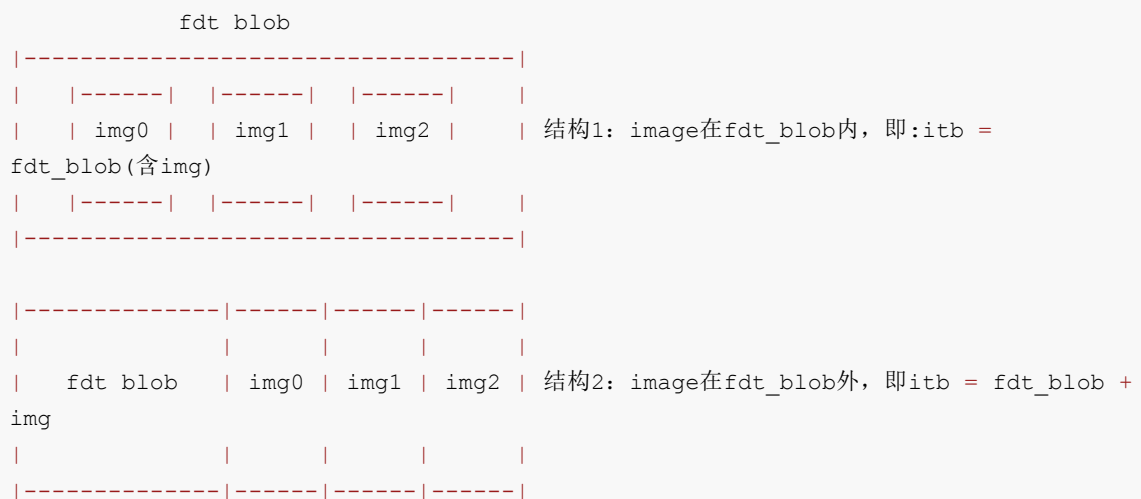 fdt blob
|-----------------------------------|
|   |------|  |------|  |------|    |
|   | img0 |  | img1 |  | img2 |    | 结构1：image在fdt_blob内，即:itb =
fdt_blob(含img)
|   |------|  |------|  |------|    |
|-----------------------------------|
|--------------|------|------|------|
|              |      |      |      |
|   fdt blob   | img0 | img1 | img2 | 结构2：image在fdt_blob外，即itb = fdt_blob +
img
|              |      |      |      |
|--------------|------|------|------|